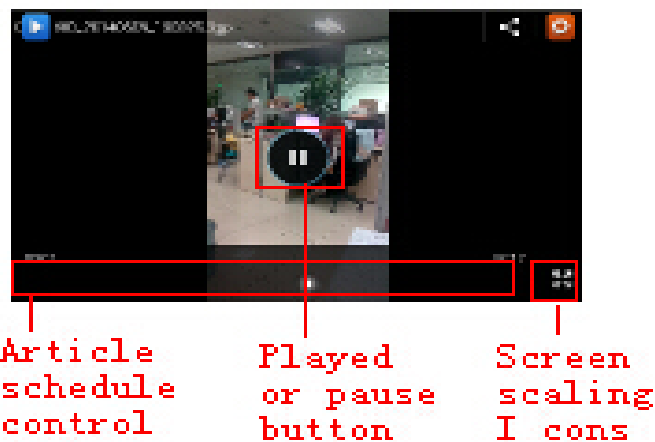 Article
schedule
control
Played
or pause
button
Screen
scaling
I cons